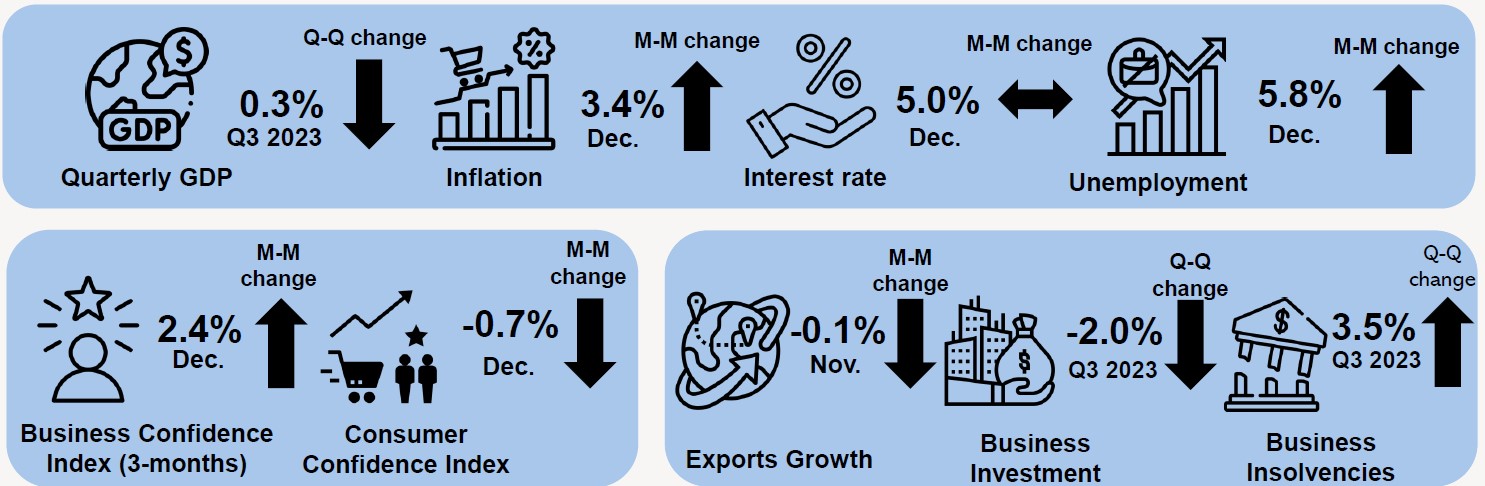 Q-Q change
$
GDP
0.3%
Q3 2023
Quarterly GDP
%
3.4%
Dec.
M-M change
Inflation
%
5.0%
Dec.
M-M change
Interest rate
5.8%
Dec.
M-M change
Unemployment
M-M
change
2.4%
Dec.
Business Confidence
Index (3-months)
M-M
change
-0.7%
Dec.
Consumer
Confidence Index
M-M
change
-0.1%
Nov.
Exports Growth
Q-Q
change
$
-2.0%
Q3 2023
Business
Investment
Q-Q
change
$
3.5%
Q3 2023
Business
Insolvencies